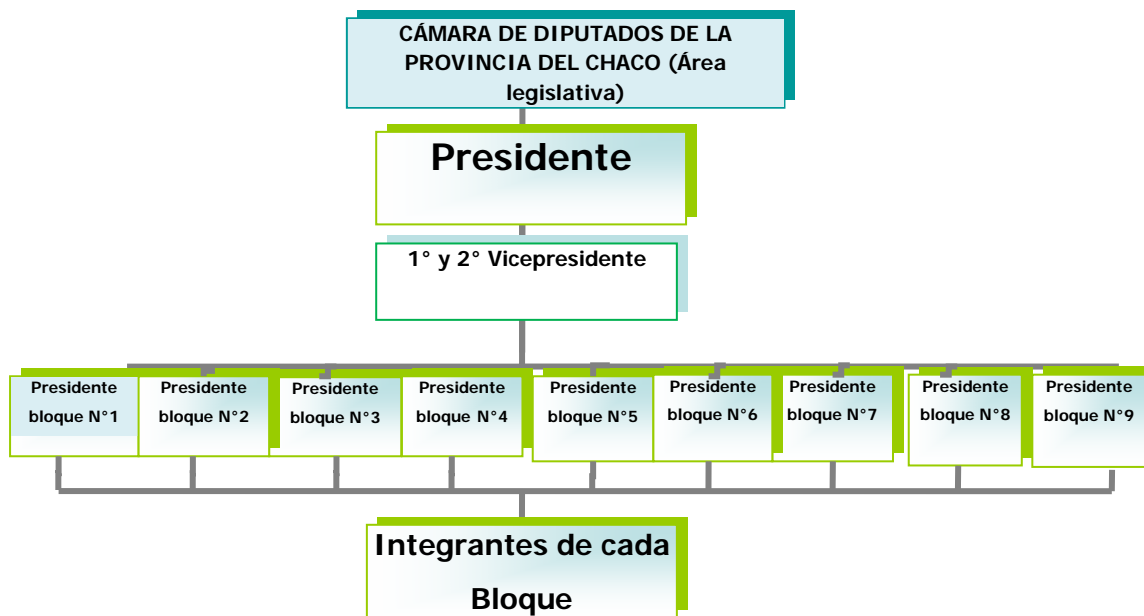 CÁMARA DE DIPUTADOS DE LA
PROVINCIA DEL CHACO (Área
legislativa)
Presidente
1° y 2° Vicepresidente
Presidente
bloque N°1
Presidente
bloque N°2
Presidente
bloque N°3
Presidente
bloque N°4
Presidente
bloque N°5
Presidente
bloque N°6
Presidente
bloque N°7
Presidente
bloque N°8
Presidente
bloque N°9
Integrantes de cada
Bloque